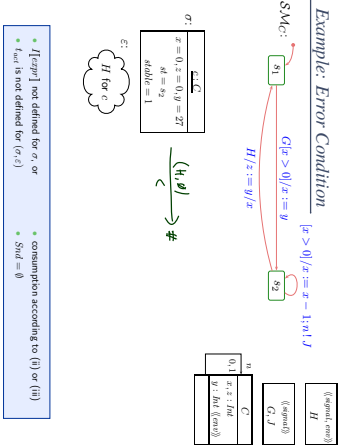 Example: Error Condition
SM_C:
s₁
G[x > 0]/x := y
H/z := y/x
s₂
[x > 0]/x := x − 1; n ! J
⟨⟨signal, env⟩⟩
H
⟨⟨signal⟩⟩
G, J
n
0, 1
C
x, z : Int
y : Int ⟨⟨env⟩⟩
σ:
c : C
x = 0, z = 0, y = 27
st = s₂
stable = 1
ε:
H for c
(H, ∅)
c
#
• I⟦expr⟧ not defined for σ, or
• t_act is not defined for (σ, ε)
• consumption according to (ii) or (iii)
• Snd = ∅